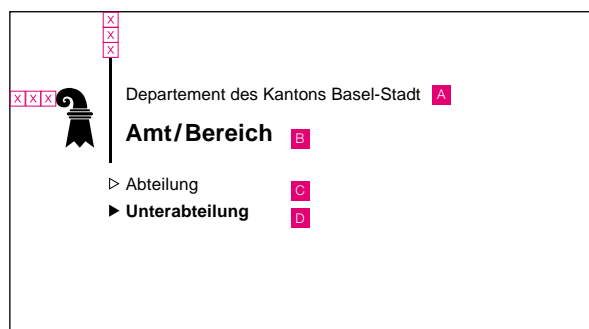 X
X
X
X X X
Departement des Kantons Basel-Stadt A
Amt/Bereich B
▷ Abteilung C
▶ Unterabteilung D